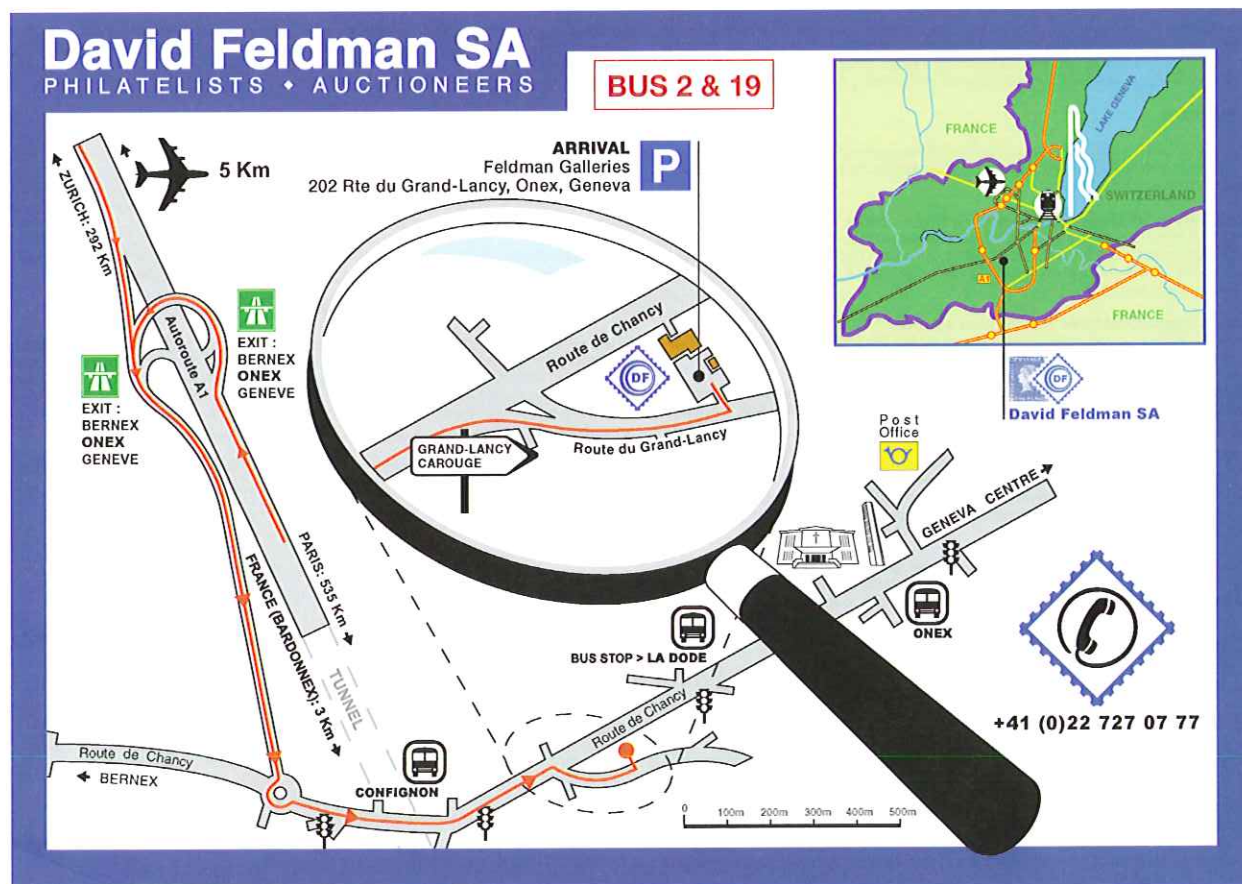 David Feldman SA
PHILATELISTS ♦ AUCTIONEERS
BUS 2 & 19
ARRIVAL
Feldman Galleries
202 Rte du Grand-Lancy, Onex, Geneva
P
5 Km
ZURICH: 292 Km
Autoroute A1
EXIT :
BERNEX
ONEX
GENEVE
EXIT :
BERNEX
ONEX
GENEVE
PARIS: 535 Km
FRANCE (BARDONNEX): 3 Km
TUNNEL
Route de Chancy
DF
Route du Grand-Lancy
GRAND-LANCY
CAROUGE
FRANCE
LAKE GENEVA
SWITZERLAND
A1
FRANCE
DF
David Feldman SA
Post
Office
GENEVA CENTRE
ONEX
BUS STOP > LA DODE
Route de Chancy
+41 (0)22 727 07 77
Route de Chancy
BERNEX
CONFIGNON
0 100m 200m 300m 400m 500m